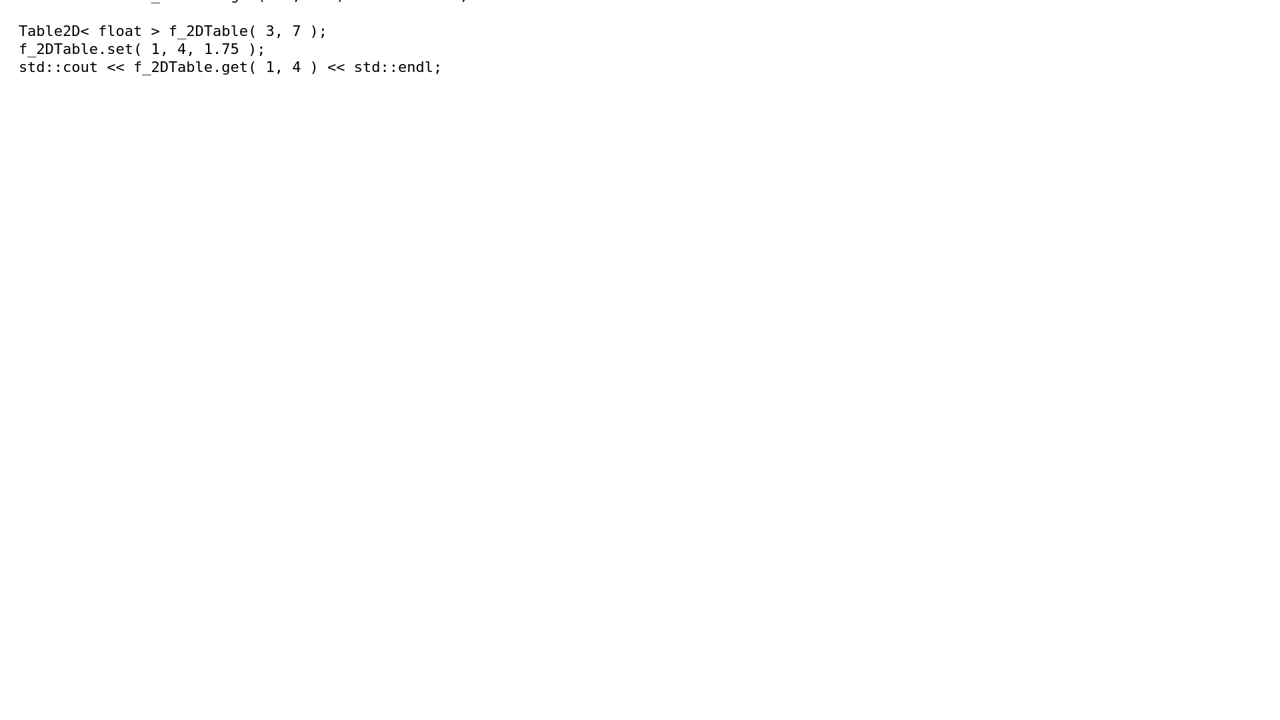 Table2D< float > f_2DTable( 3, 7 );
f_2DTable.set( 1, 4, 1.75 );
std::cout << f_2DTable.get( 1, 4 ) << std::endl;